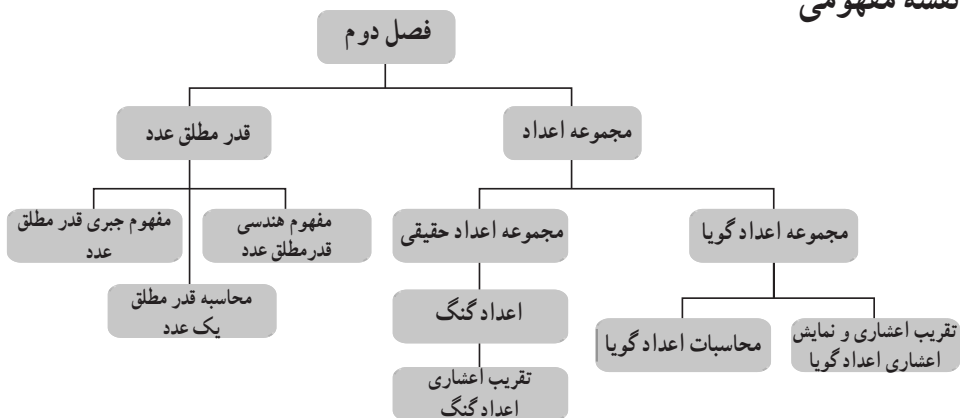 نقشه مفهومی
فصل دوم
مجموعه اعداد
قدر مطلق عدد
مجموعه اعداد گویا
مجموعه اعداد حقیقی
مفهوم هندسی
قدرمطلق عدد
مفهوم جبری قدر مطلق
عدد
تقریب اعشاری و نمایش
اعشاری اعداد گویا
محاسبات اعداد گویا
اعداد گنگ
محاسبه قدر مطلق
یک عدد
تقریب اعشاری
اعداد گنگ